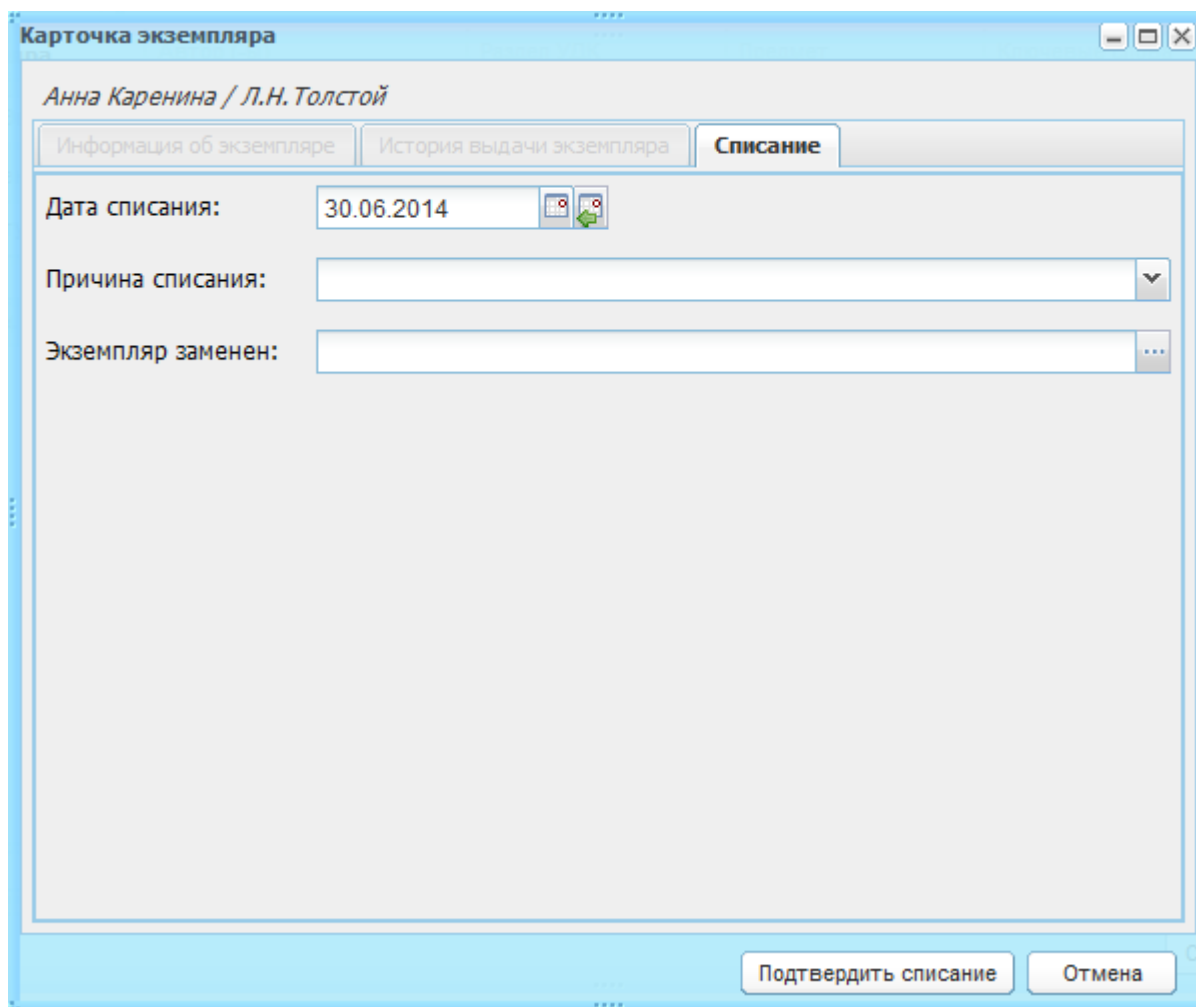 Карточка экземпляра
Анна Каренина / Л.Н.Толстой
Информация об экземпляре История выдачи экземпляра Списание
Дата списания: 30.06.2014
Причина списания:
Экземпляр заменен:
Подтвердить списание Отмена